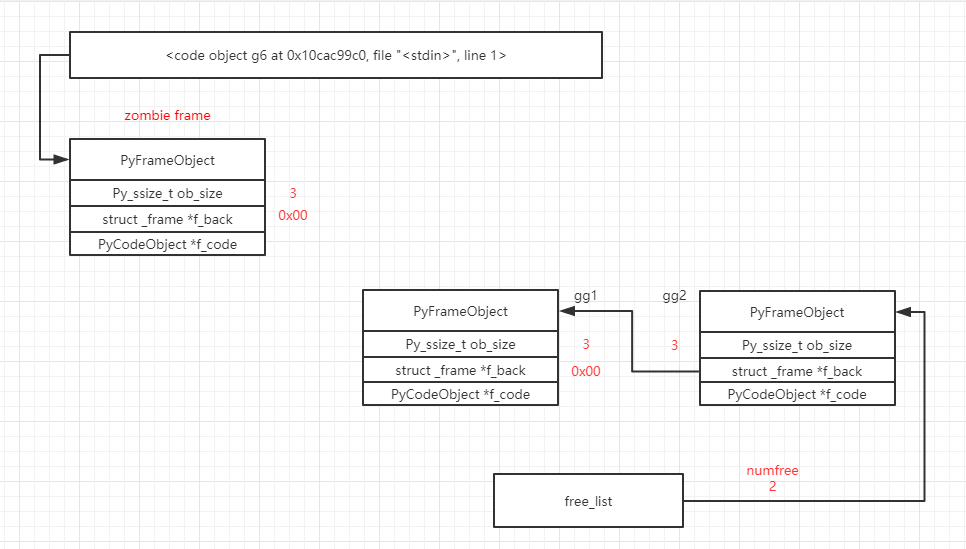 <code object g6 at 0x10cac99c0, file "<stdin>", line 1>
zombie frame
PyFrameObject
Py_ssize_t ob_size
3
struct _frame *f_back
0x00
PyCodeObject *f_code
gg1
gg2
PyFrameObject
Py_ssize_t ob_size
3
struct _frame *f_back
0x00
PyCodeObject *f_code
PyFrameObject
3
Py_ssize_t ob_size
struct _frame *f_back
PyCodeObject *f_code
numfree
2
free_list